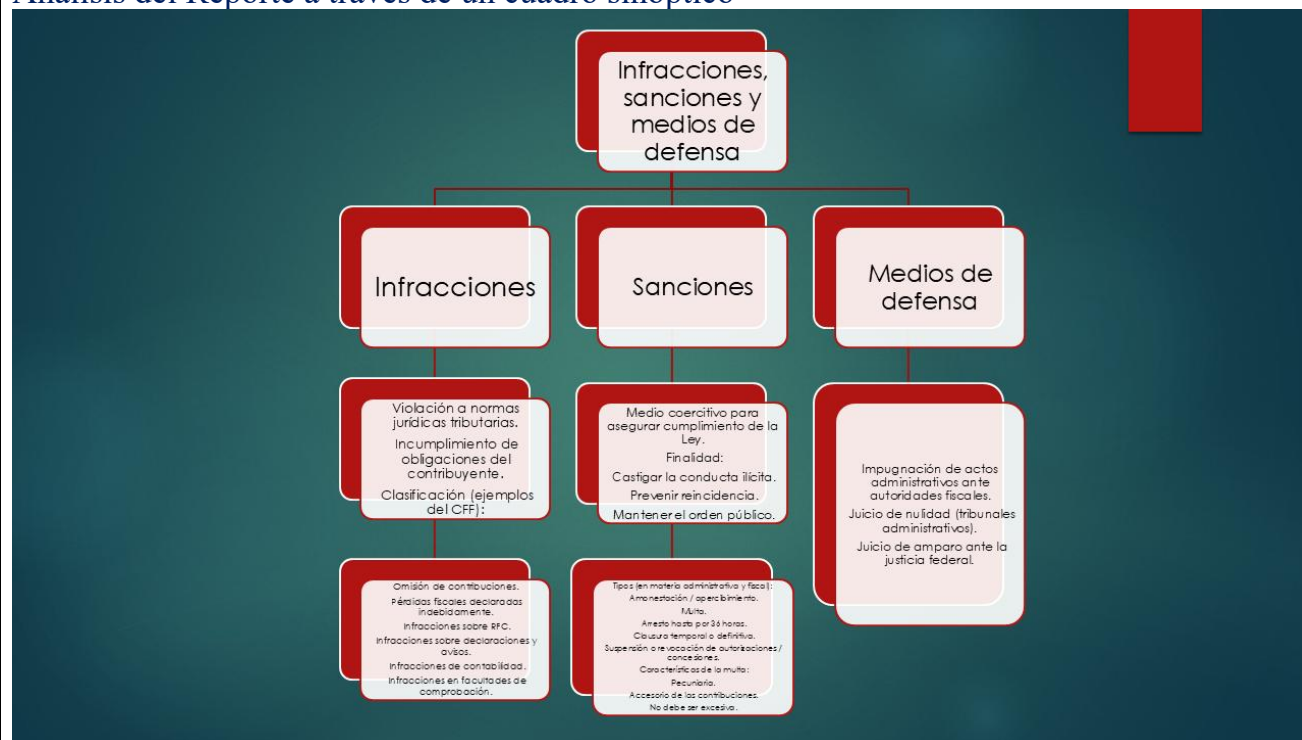 Análisis del Reporte a través de un cuadro sinóptico
Infracciones,
sanciones y
medios de
defensa
Infracciones
Sanciones
Medios de
defensa
Violación a normas
jurídicas tributarias.
Incumplimiento de
obligaciones del
contribuyente.
Clasificación (ejemplos
del CFF):
Medio coercitivo para
asegurar cumplimiento de la
Ley.
Finalidad:
Castigar la conducta ilícita.
Prevenir reincidencia.
Mantener el orden público.
Impugnación de actos
administrativos ante
autoridades fiscales.
Juicio de nulidad (tribunales
administrativos).
Juicio de amparo ante la
justicia federal.
Omisión de contribuciones.
Pérdidas fiscales declaradas
indebidamente.
Infracciones sobre RFC.
Infracciones sobre declaraciones y
avisos.
Infracciones de contabilidad.
Infracciones en facultades de
comprobación.
Tipos (en materia administrativa y fiscal):
Amonestación / apercibimiento.
Multa.
Arresto hasta por 36 horas.
Clausura temporal o definitiva.
Suspensión o revocación de autorizaciones /
concesiones.
Características de la multa:
Pecuniaria.
Accesorio de las contribuciones.
No debe ser excesiva.